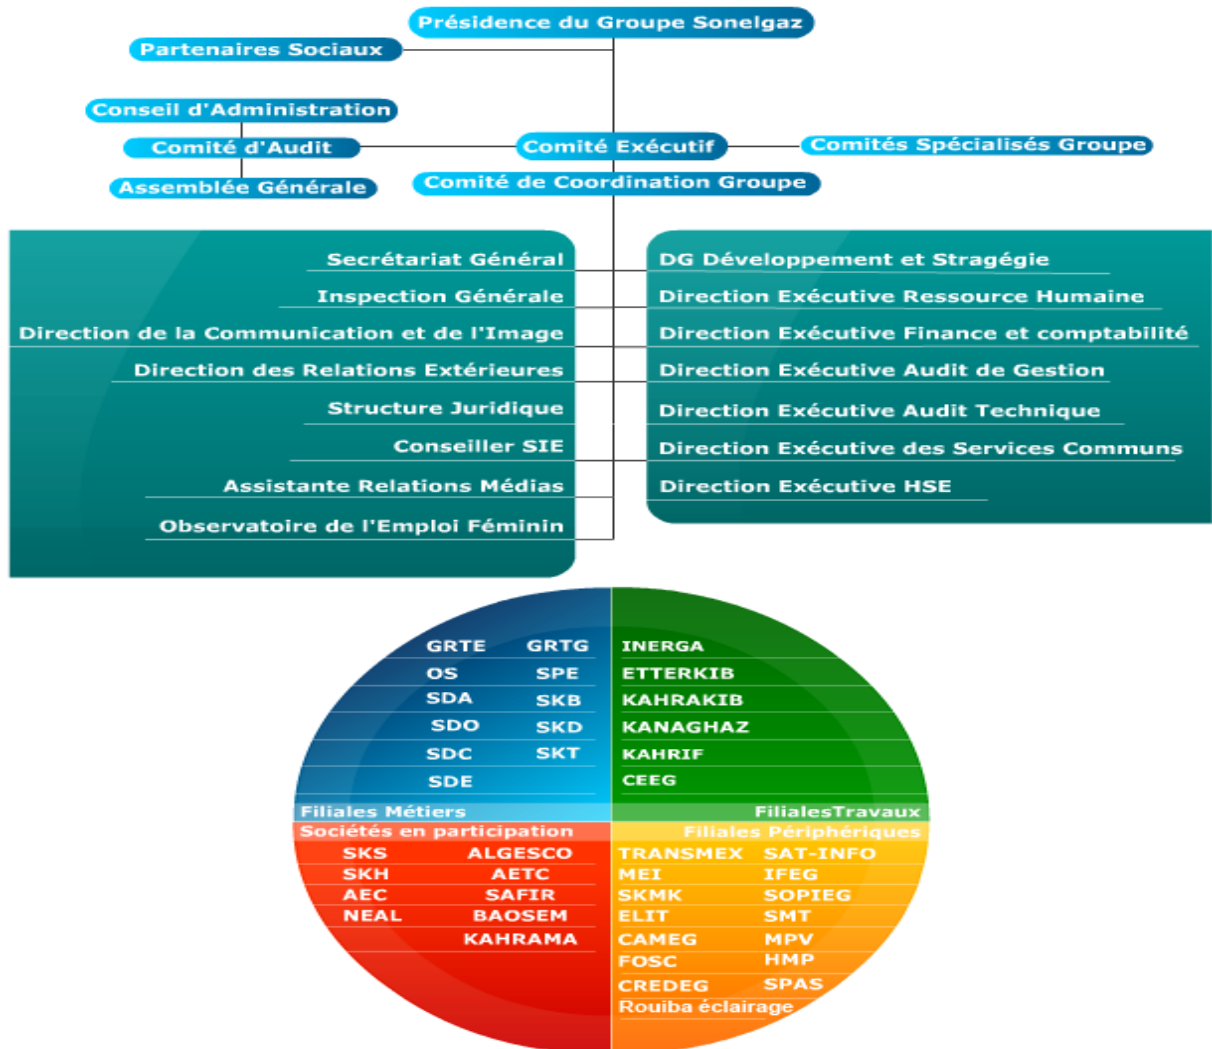 Présidence du Groupe Sonelgaz
Partenaires Sociaux
Conseil d'Administration
Comité d'Audit
Comité Exécutif
Comités Spécialisés Groupe
Assemblée Générale
Comité de Coordination Groupe
Secrétariat Général
Inspection Générale
Direction de la Communication et de l'Image
Direction des Relations Extérieures
Structure Juridique
Conseiller SIE
Assistante Relations Médias
Observatoire de l'Emploi Féminin
DG Développement et Stragégie
Direction Exécutive Ressource Humaine
Direction Exécutive Finance et comptabilité
Direction Exécutive Audit de Gestion
Direction Exécutive Audit Technique
Direction Exécutive des Services Communs
Direction Exécutive HSE
GRTE GRTG
OS SPE
SDA SKB
SDO SKD
SDC SKT
SDE
Filiales Métiers
INERGA
ETTERKIB
KAHRAKIB
KANAGHAZ
KAHRIF
CEEG
FilialesTravaux
Sociétés en participation
SKS ALGESCO
SKH AETC
AEC SAFIR
NEAL BAOSEM
KAHRAMA
Filiales Périphériques
TRANSMEX SAT-INFO
MEI IFEG
SKMK SOPIEG
ELIT SMT
CAMEG MPV
FOSC HMP
CREDEG SPAS
Rouiba éclairage